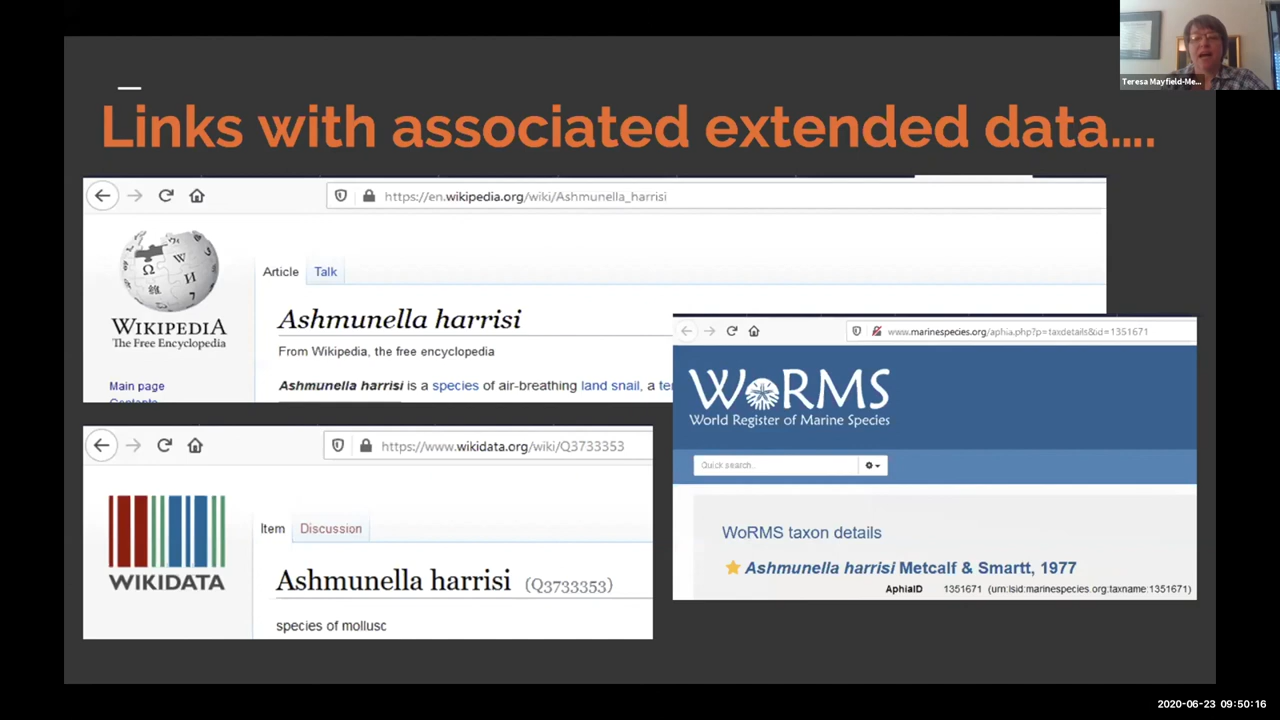 Teresa Mayfield-Me...
Links with associated extended data....
https://en.wikipedia.org/wiki/Ashmunella_harrisi
WIKIPEDIA
The Free Encyclopedia
Article Talk
Ashmunella harrisi
From Wikipedia, the free encyclopedia
Main page
Ashmunella harrisi is a species of air-breathing land snail, a
Contents
www.marinespecies.org/aphia.php?p=taxdetails&id=1351671
WoRMS
World Register of Marine Species
Quick search..
WoRMS taxon details
Ashmunella harrisi Metcalf & Smartt, 1977
AphiaID 1351671 (urn:lsid:marinespecies.org:taxname:1351671)
https://www.wikidata.org/wiki/Q3733353
WIKIDATA
Item Discussion
Ashmunella harrisi (Q3733353)
species of mollusc
2020-06-23 09:50:16